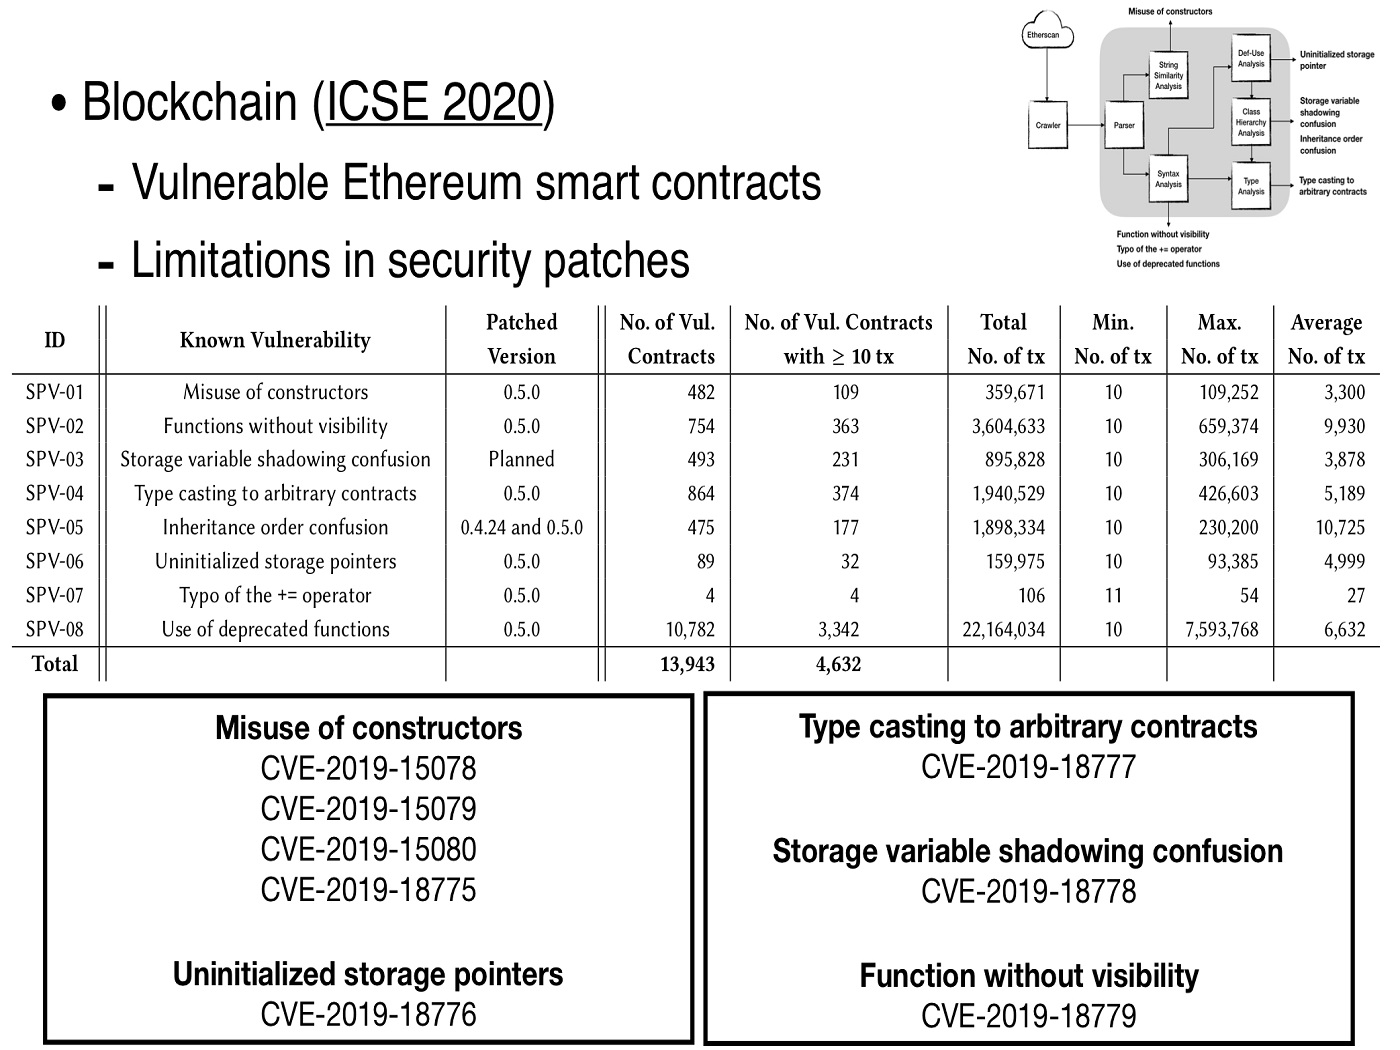 Misuse of constructors
Etherscan
Crawler
Parser
String
Similarity
Analysis
Syntax
Analysis
Def-Use
Analysis
Class
Hierarchy
Analysis
Type
Analysis
Uninitialized storage
pointer
Storage variable
shadowing
confusion
Inheritance order
confusion
Type casting to
arbitrary contracts
Function without visibility
Typo of the += operator
Use of deprecated functions
• Blockchain (ICSE 2020)
- Vulnerable Ethereum smart contracts
- Limitations in security patches
ID Known Vulnerability Patched Version No. of Vul. Contracts No. of Vul. Contracts with ≥ 10 tx Total No. of tx Min. No. of tx Max. No. of tx Average No. of tx
SPV-01 Misuse of constructors 0.5.0 482 109 359,671 10 109,252 3,300
SPV-02 Functions without visibility 0.5.0 754 363 3,604,633 10 659,374 9,930
SPV-03 Storage variable shadowing confusion Planned 493 231 895,828 10 306,169 3,878
SPV-04 Type casting to arbitrary contracts 0.5.0 864 374 1,940,529 10 426,603 5,189
SPV-05 Inheritance order confusion 0.4.24 and 0.5.0 475 177 1,898,334 10 230,200 10,725
SPV-06 Uninitialized storage pointers 0.5.0 89 32 159,975 10 93,385 4,999
SPV-07 Typo of the += operator 0.5.0 4 4 106 11 54 27
SPV-08 Use of deprecated functions 0.5.0 10,782 3,342 22,164,034 10 7,593,768 6,632
Total 13,943 4,632
Misuse of constructors
CVE-2019-15078
CVE-2019-15079
CVE-2019-15080
CVE-2019-18775
Uninitialized storage pointers
CVE-2019-18776
Type casting to arbitrary contracts
CVE-2019-18777
Storage variable shadowing confusion
CVE-2019-18778
Function without visibility
CVE-2019-18779